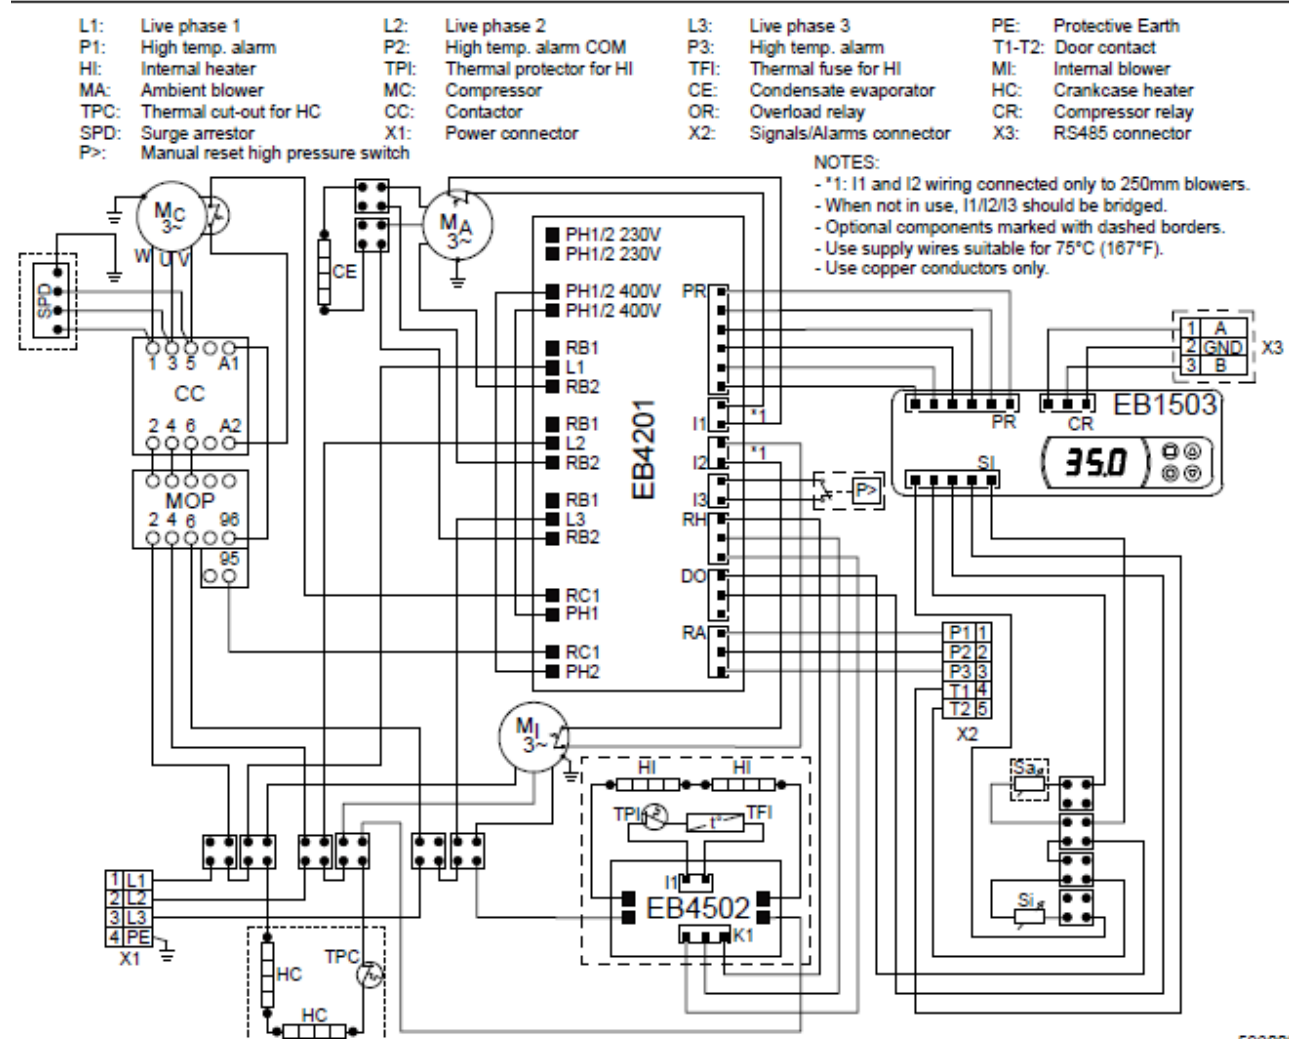 L1: Live phase 1 L2: Live phase 2 L3: Live phase 3 PE: Protective Earth
P1: High temp. alarm P2: High temp. alarm COM P3: High temp. alarm T1-T2: Door contact
HI: Internal heater TPI: Thermal protector for HI TFI: Thermal fuse for HI MI: Internal blower
MA: Ambient blower MC: Compressor CE: Condensate evaporator HC: Crankcase heater
TPC: Thermal cut-out for HC CC: Contactor OR: Overload relay CR: Compressor relay
SPD: Surge arrestor X1: Power connector X2: Signals/Alarms connector X3: RS485 connector
P>: Manual reset high pressure switch
NOTES:
- *1: I1 and I2 wiring connected only to 250mm blowers.
- When not in use, I1/I2/I3 should be bridged.
- Optional components marked with dashed borders.
- Use supply wires suitable for 75°C (167°F).
- Use copper conductors only.
MC
3~
MA
3~
W U V
SPD
CE
PH1/2 230V
PH1/2 230V
PH1/2 400V PR
PH1/2 400V
RB1
L1
RB2
RB1 I1 *1
L2
RB2 I2 *1
RB1 I3
L3 RH
RB2
DO
RC1
PH1 RA
RC1
PH2
EB4201
1 3 5 A1
CC
2 4 6 A2
MOP
2 4 6 96
95
1 A
2 GND X3
3 B
EB1503
PR CR
SI
35.0
P>
P1 1
P2 2
P3 3
T1 4
T2 5
X2
MI
3~
HI HI
TPI t° TFI
I1
EB4502
K1
Sa
Si
1 L1
2 L2
3 L3
4 PE
X1
HC TPC
HC